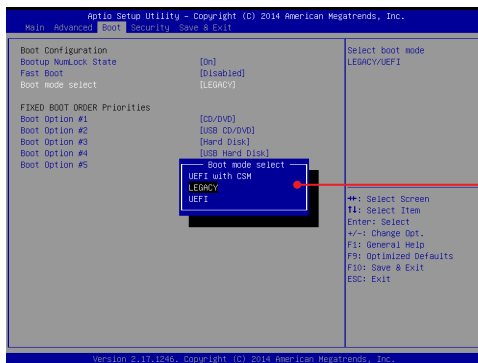 Aptio Setup Utility – Copyright (C) 2014 American Megatrends, Inc.
Main Advanced Boot Security Save & Exit
Boot Configuration
Bootup NumLock State [On]
Fast Boot [Disabled]
Boot mode select [LEGACY]
FIXED BOOT ORDER Priorities
Boot Option #1 [CD/DVD]
Boot Option #2 [USB CD/DVD]
Boot Option #3 [Hard Disk]
Boot Option #4 [USB Hard Disk]
Boot Option #5
Boot mode select
UEFI with CSM
LEGACY
UEFI
Select boot mode
LEGACY/UEFI
→←: Select Screen
↑↓: Select Item
Enter: Select
+/-: Change Opt.
F1: General Help
F9: Optimized Defaults
F10: Save & Exit
ESC: Exit
Version 2.17.1246. Copyright (C) 2014 American Megatrends, Inc.